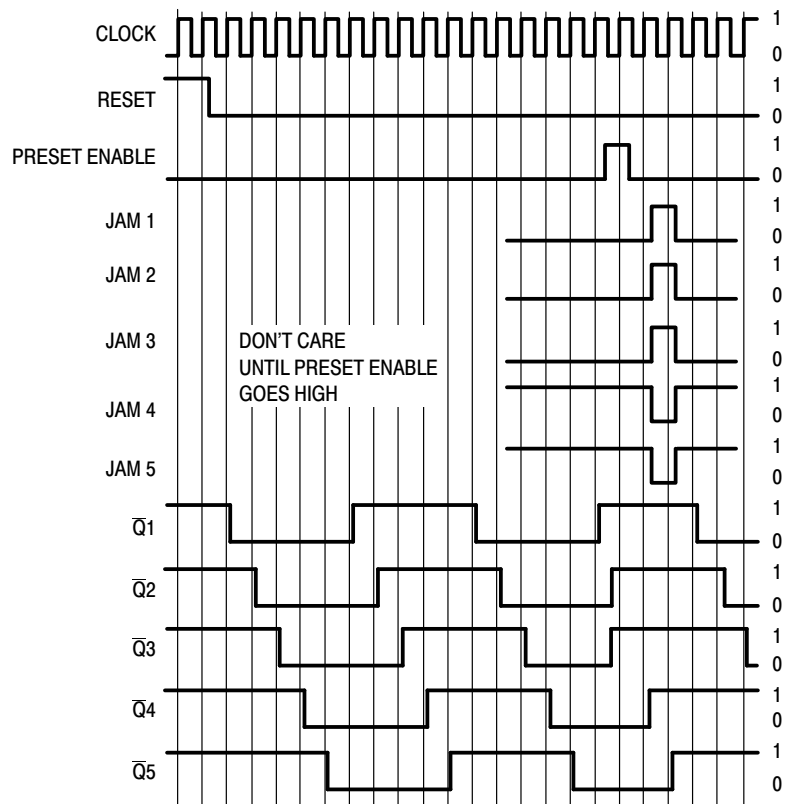 CLOCK 1
0
RESET 1
0
PRESET ENABLE 1
0
JAM 1 1
0
JAM 2 1
0
JAM 3 1
0
DON'T CARE
UNTIL PRESET ENABLE
GOES HIGH
JAM 4 1
0
JAM 5 1
0
Q̅1 1
0
Q̅2 1
0
Q̅3 1
0
Q̅4 1
0
Q̅5 1
0